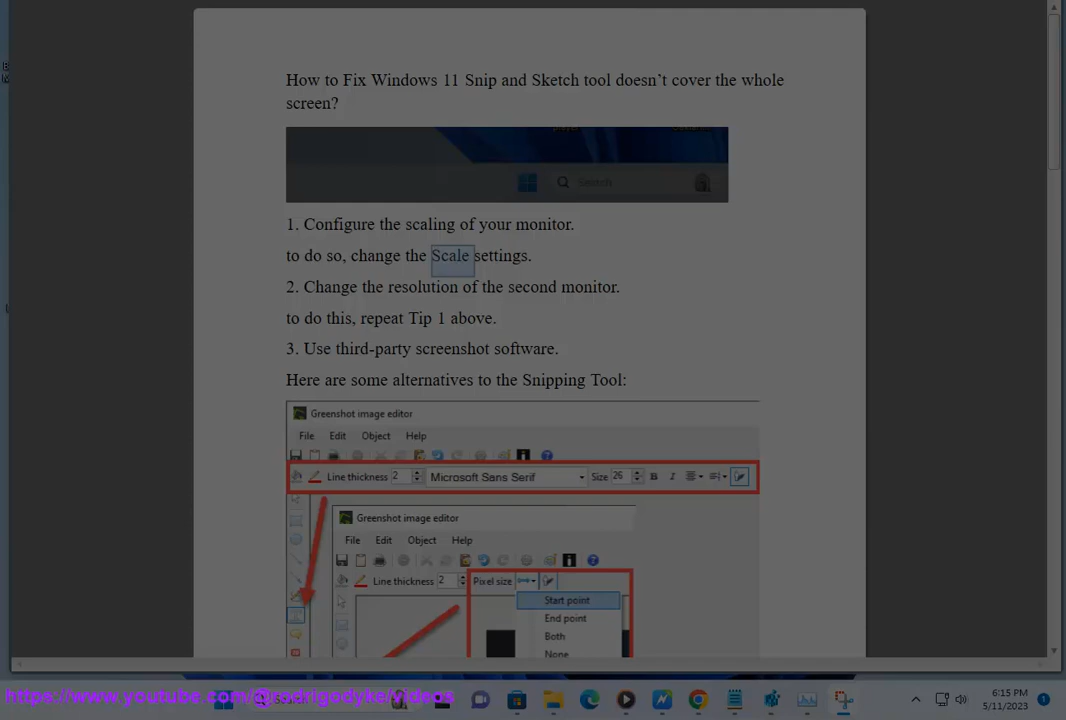 How to Fix Windows 11 Snip and Sketch tool doesn't cover the whole
screen?
Search
1. Configure the scaling of your monitor.
to do so, change the Scale settings.
2. Change the resolution of the second monitor.
to do this, repeat Tip 1 above.
3. Use third-party screenshot software.
Here are some alternatives to the Snipping Tool:
Greenshot image editor
File Edit Object Help
Line thickness 2 Microsoft Sans Serif Size 26 B I
Greenshot image editor
File Edit Object Help
Line thickness 2 Pixel size
Start point
End point
Both
None
https://www.youtube.com/@rodrigodyke/videos
Search
6:15 PM
5/11/2023
1